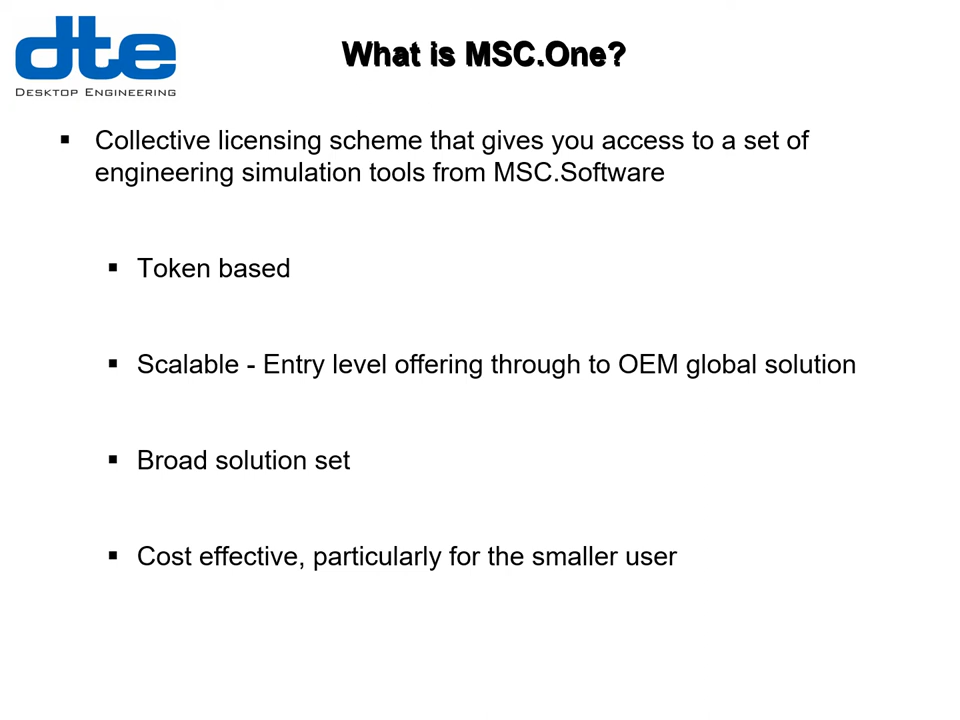 dte
DESKTOP ENGINEERING
What is MSC.One?
▪ Collective licensing scheme that gives you access to a set of
engineering simulation tools from MSC.Software
▪ Token based
▪ Scalable - Entry level offering through to OEM global solution
▪ Broad solution set
▪ Cost effective, particularly for the smaller user